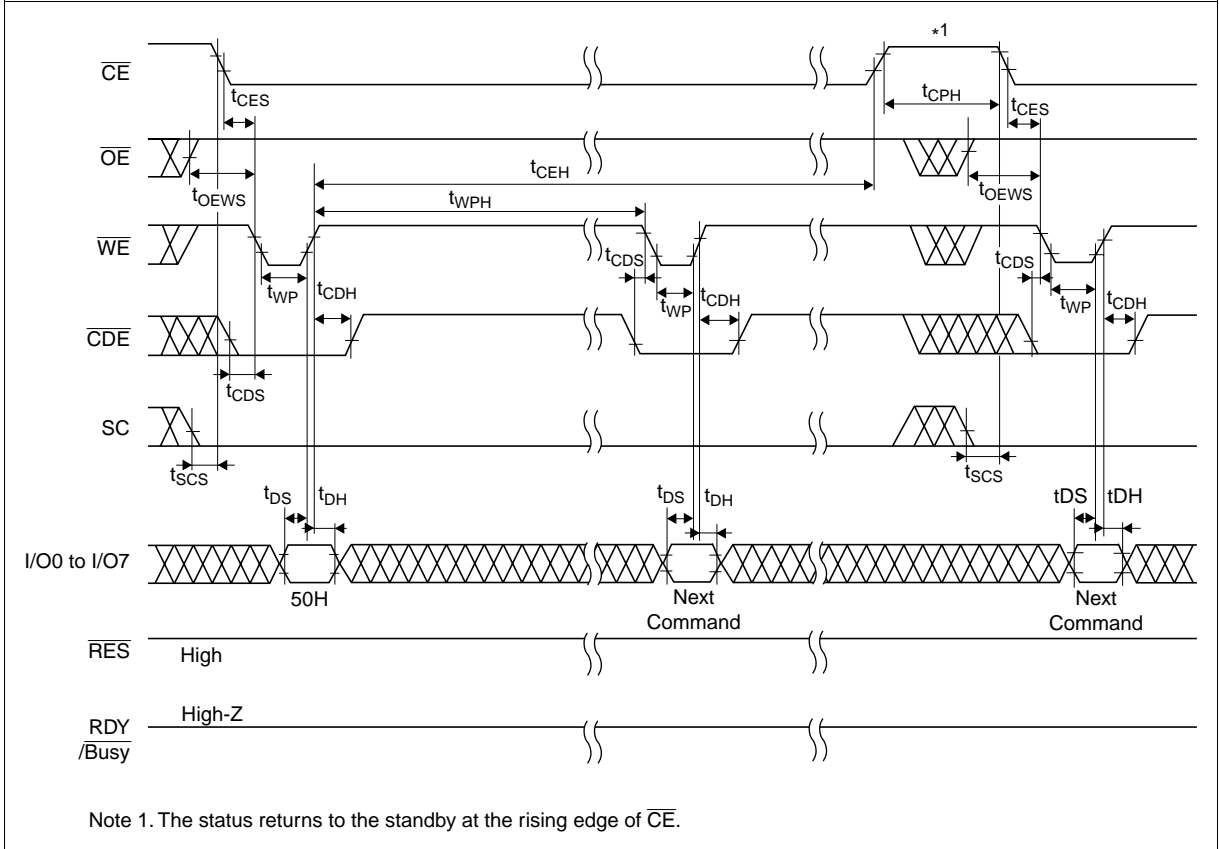 *1
CE
tCPH
tCES
tCES
OE
tCEH
tOEWS
tOEWS
tWPH
WE
tCDS
tCDS
tWP
tCDH
tWP
tCDH
tWP
tCDH
CDE
tCDS
SC
tSCS
tSCS
tDS
tDH
tDS
tDH
tDS
tDH
I/O0 to I/O7
50H
Next
Command
Next
Command
RES
High
RDY
High-Z
/Busy
Note 1. The status returns to the standby at the rising edge of CE.